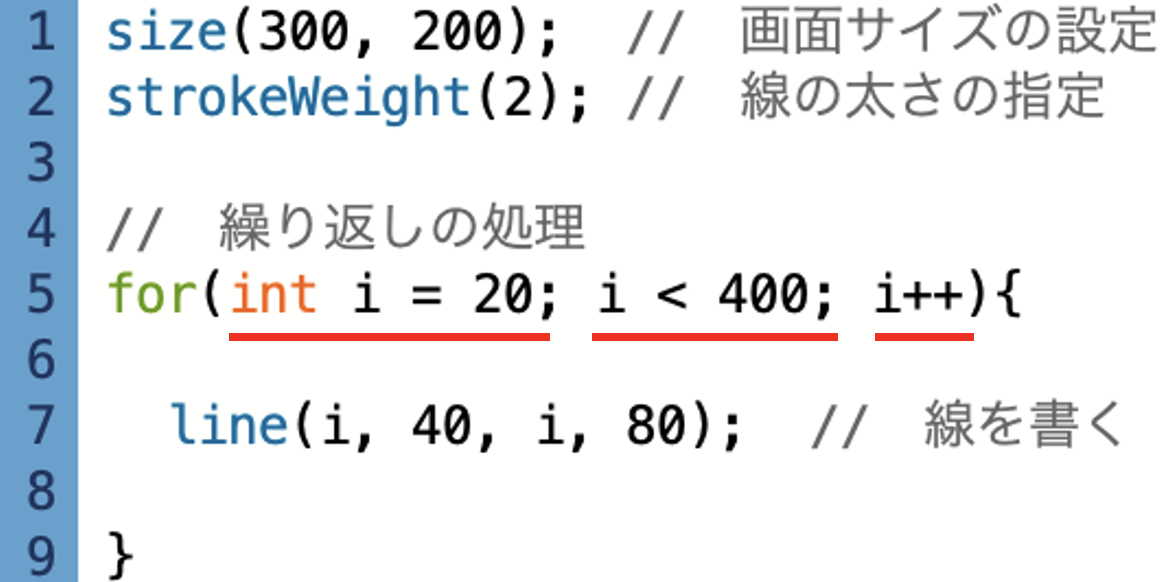 1 size(300, 200);  //  画面サイズの設定
2 strokeWeight(2); //  線の太さの指定
3
4 //  繰り返しの処理
5 for(int i = 20; i < 400; i++){
6
7   line(i, 40, i, 80);  //  線を書く
8
9 }